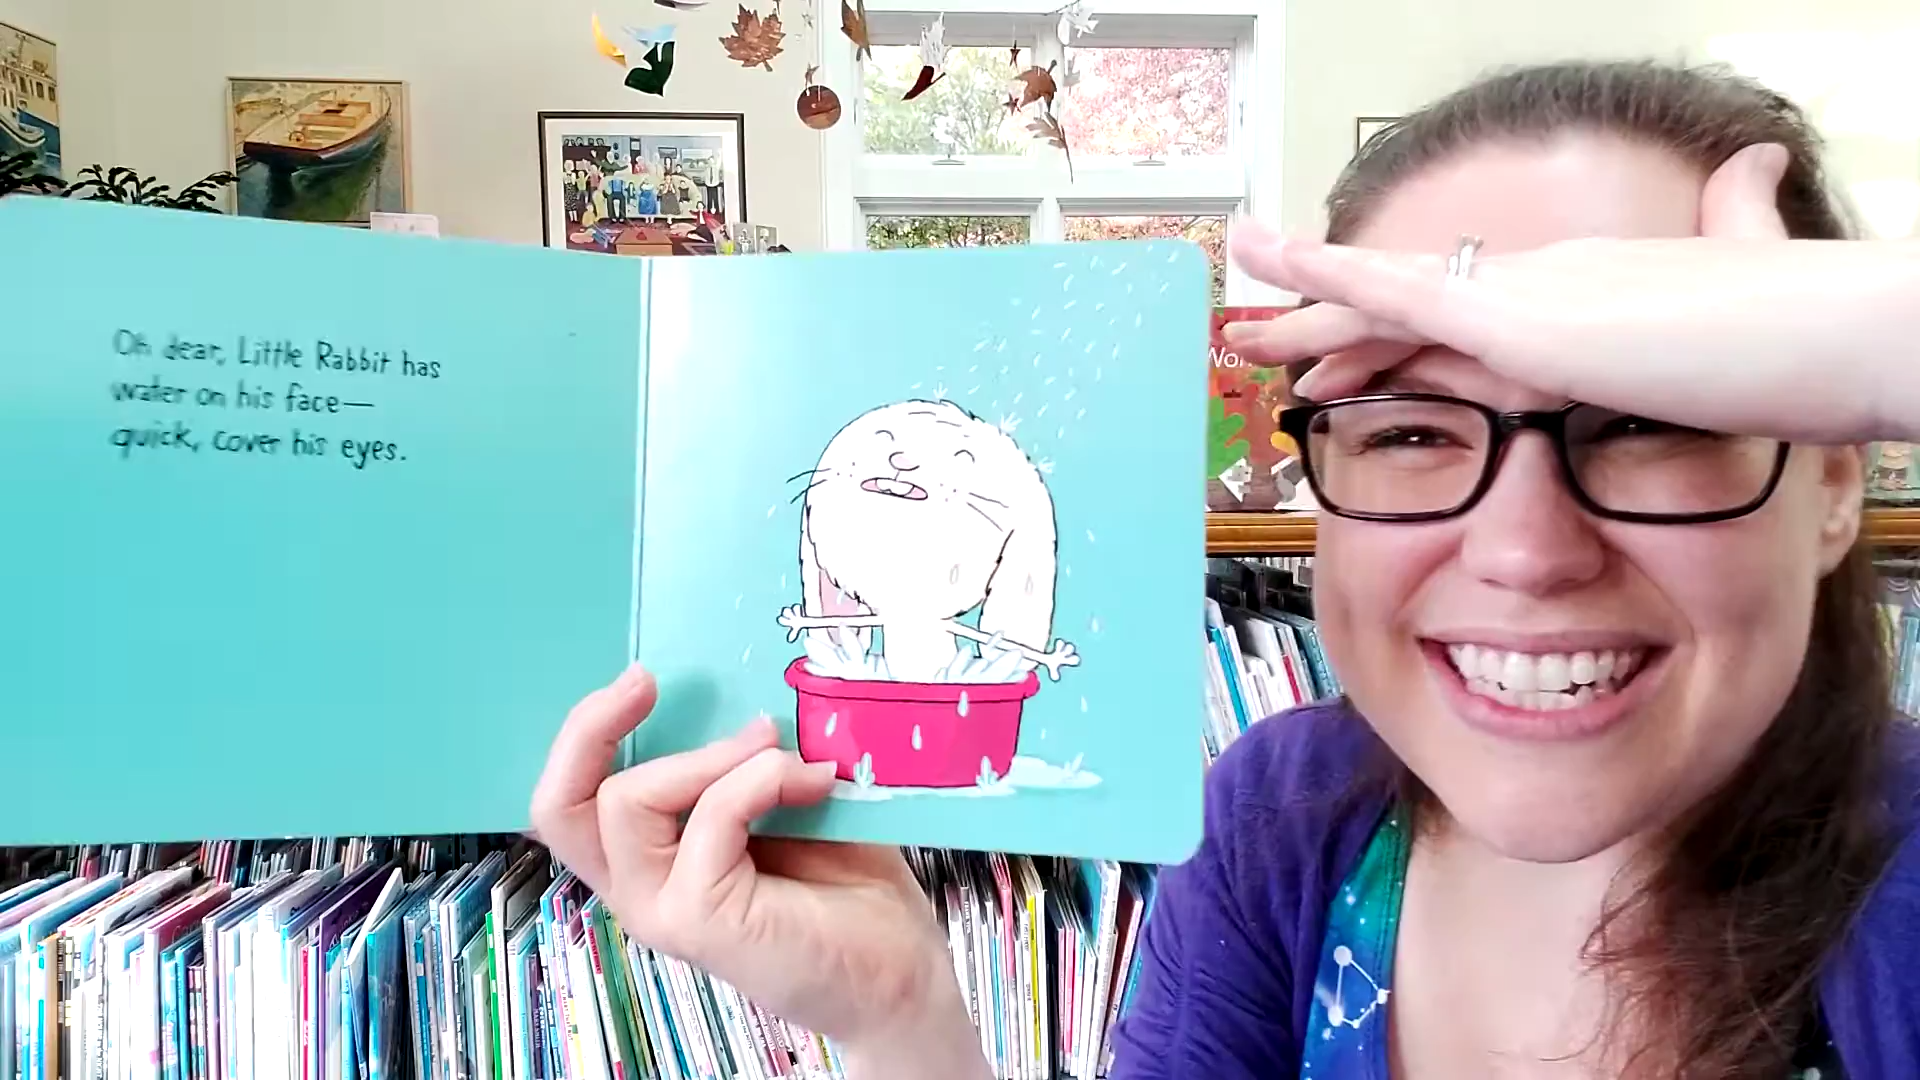 Oh dear, Little Rabbit has
water on his face—
quick, cover his eyes.